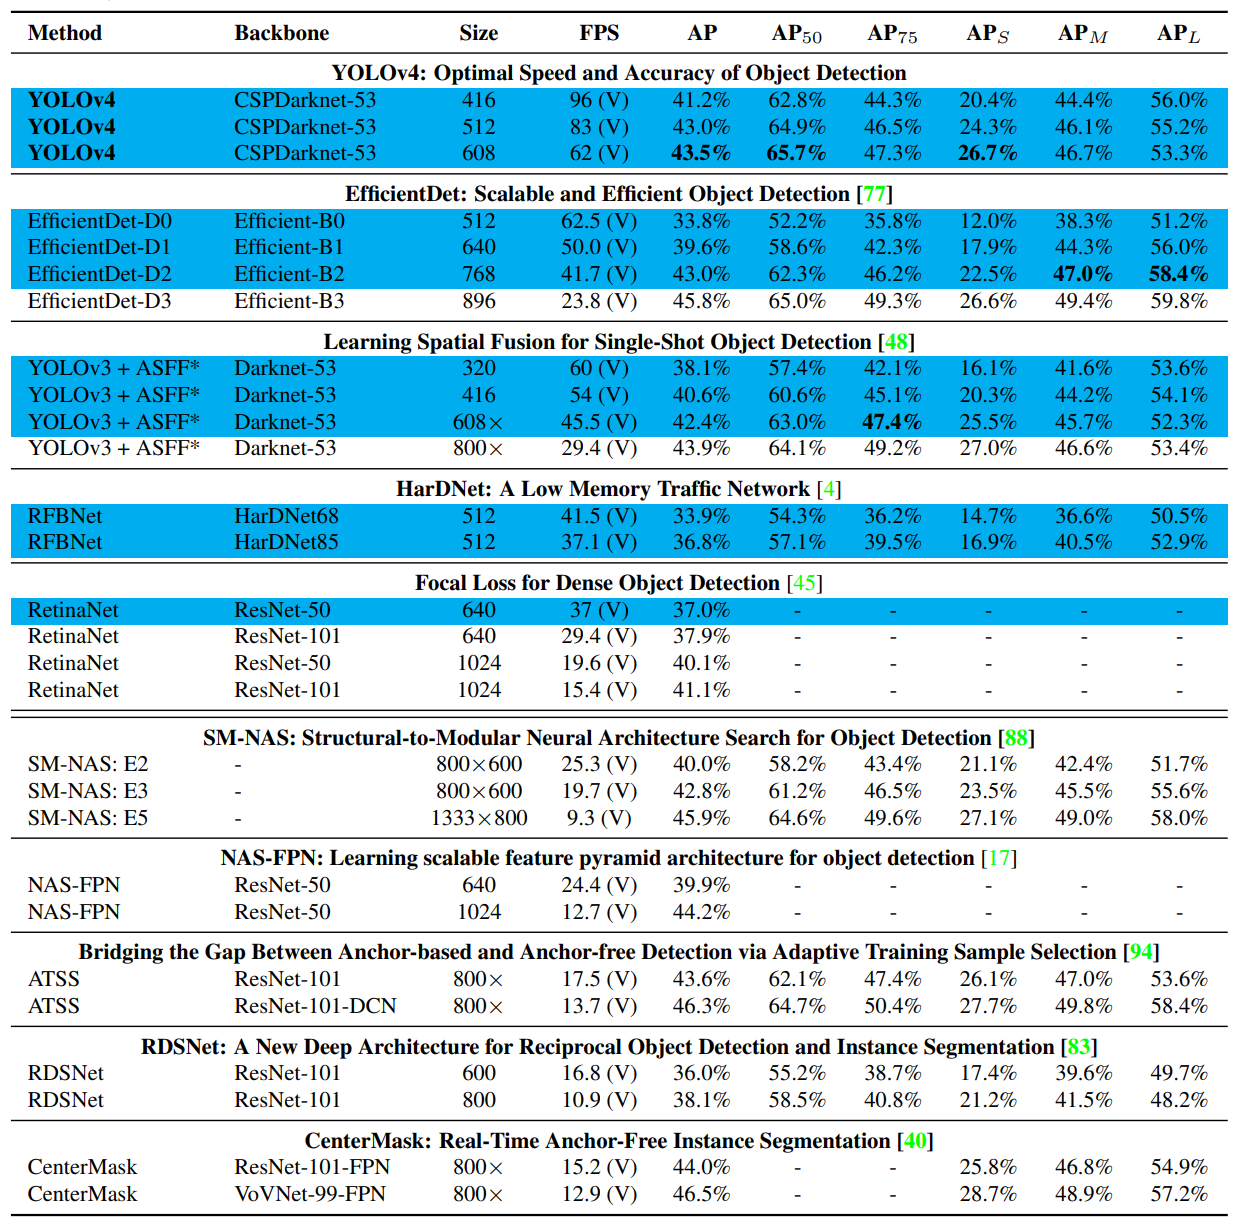 Method Backbone Size FPS AP AP50 AP75 APS APM APL
YOLOv4: Optimal Speed and Accuracy of Object Detection
YOLOv4 CSPDarknet-53 416 96 (V) 41.2% 62.8% 44.3% 20.4% 44.4% 56.0%
YOLOv4 CSPDarknet-53 512 83 (V) 43.0% 64.9% 46.5% 24.3% 46.1% 55.2%
YOLOv4 CSPDarknet-53 608 62 (V) 43.5% 65.7% 47.3% 26.7% 46.7% 53.3%
EfficientDet: Scalable and Efficient Object Detection [77]
EfficientDet-D0 Efficient-B0 512 62.5 (V) 33.8% 52.2% 35.8% 12.0% 38.3% 51.2%
EfficientDet-D1 Efficient-B1 640 50.0 (V) 39.6% 58.6% 42.3% 17.9% 44.3% 56.0%
EfficientDet-D2 Efficient-B2 768 41.7 (V) 43.0% 62.3% 46.2% 22.5% 47.0% 58.4%
EfficientDet-D3 Efficient-B3 896 23.8 (V) 45.8% 65.0% 49.3% 26.6% 49.4% 59.8%
Learning Spatial Fusion for Single-Shot Object Detection [48]
YOLOv3 + ASFF* Darknet-53 320 60 (V) 38.1% 57.4% 42.1% 16.1% 41.6% 53.6%
YOLOv3 + ASFF* Darknet-53 416 54 (V) 40.6% 60.6% 45.1% 20.3% 44.2% 54.1%
YOLOv3 + ASFF* Darknet-53 608× 45.5 (V) 42.4% 63.0% 47.4% 25.5% 45.7% 52.3%
YOLOv3 + ASFF* Darknet-53 800× 29.4 (V) 43.9% 64.1% 49.2% 27.0% 46.6% 53.4%
HarDNet: A Low Memory Traffic Network [4]
RFBNet HarDNet68 512 41.5 (V) 33.9% 54.3% 36.2% 14.7% 36.6% 50.5%
RFBNet HarDNet85 512 37.1 (V) 36.8% 57.1% 39.5% 16.9% 40.5% 52.9%
Focal Loss for Dense Object Detection [45]
RetinaNet ResNet-50 640 37 (V) 37.0% - - - - -
RetinaNet ResNet-101 640 29.4 (V) 37.9% - - - - -
RetinaNet ResNet-50 1024 19.6 (V) 40.1% - - - - -
RetinaNet ResNet-101 1024 15.4 (V) 41.1% - - - - -
SM-NAS: Structural-to-Modular Neural Architecture Search for Object Detection [88]
SM-NAS: E2 - 800×600 25.3 (V) 40.0% 58.2% 43.4% 21.1% 42.4% 51.7%
SM-NAS: E3 - 800×600 19.7 (V) 42.8% 61.2% 46.5% 23.5% 45.5% 55.6%
SM-NAS: E5 - 1333×800 9.3 (V) 45.9% 64.6% 49.6% 27.1% 49.0% 58.0%
NAS-FPN: Learning scalable feature pyramid architecture for object detection [17]
NAS-FPN ResNet-50 640 24.4 (V) 39.9% - - - - -
NAS-FPN ResNet-50 1024 12.7 (V) 44.2% - - - - -
Bridging the Gap Between Anchor-based and Anchor-free Detection via Adaptive Training Sample Selection [94]
ATSS ResNet-101 800× 17.5 (V) 43.6% 62.1% 47.4% 26.1% 47.0% 53.6%
ATSS ResNet-101-DCN 800× 13.7 (V) 46.3% 64.7% 50.4% 27.7% 49.8% 58.4%
RDSNet: A New Deep Architecture for Reciprocal Object Detection and Instance Segmentation [83]
RDSNet ResNet-101 600 16.8 (V) 36.0% 55.2% 38.7% 17.4% 39.6% 49.7%
RDSNet ResNet-101 800 10.9 (V) 38.1% 58.5% 40.8% 21.2% 41.5% 48.2%
CenterMask: Real-Time Anchor-Free Instance Segmentation [40]
CenterMask ResNet-101-FPN 800× 15.2 (V) 44.0% - - 25.8% 46.8% 54.9%
CenterMask VoVNet-99-FPN 800× 12.9 (V) 46.5% - - 28.7% 48.9% 57.2%